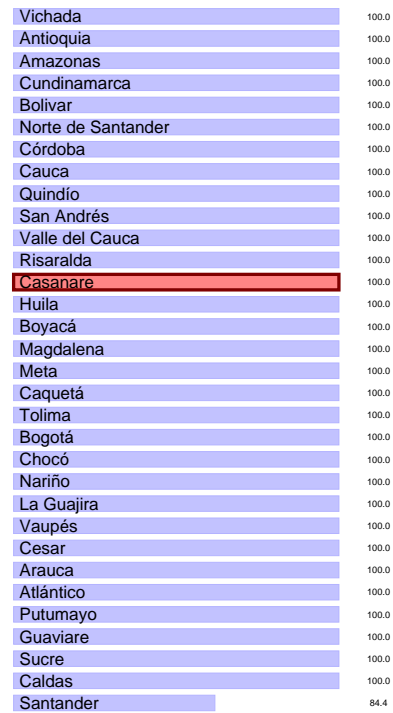 Vichada 100.0
Antioquia 100.0
Amazonas 100.0
Cundinamarca 100.0
Bolivar 100.0
Norte de Santander 100.0
Córdoba 100.0
Cauca 100.0
Quindío 100.0
San Andrés 100.0
Valle del Cauca 100.0
Risaralda 100.0
Casanare 100.0
Huila 100.0
Boyacá 100.0
Magdalena 100.0
Meta 100.0
Caquetá 100.0
Tolima 100.0
Bogotá 100.0
Chocó 100.0
Nariño 100.0
La Guajira 100.0
Vaupés 100.0
Cesar 100.0
Arauca 100.0
Atlántico 100.0
Putumayo 100.0
Guaviare 100.0
Sucre 100.0
Caldas 100.0
Santander 84.4